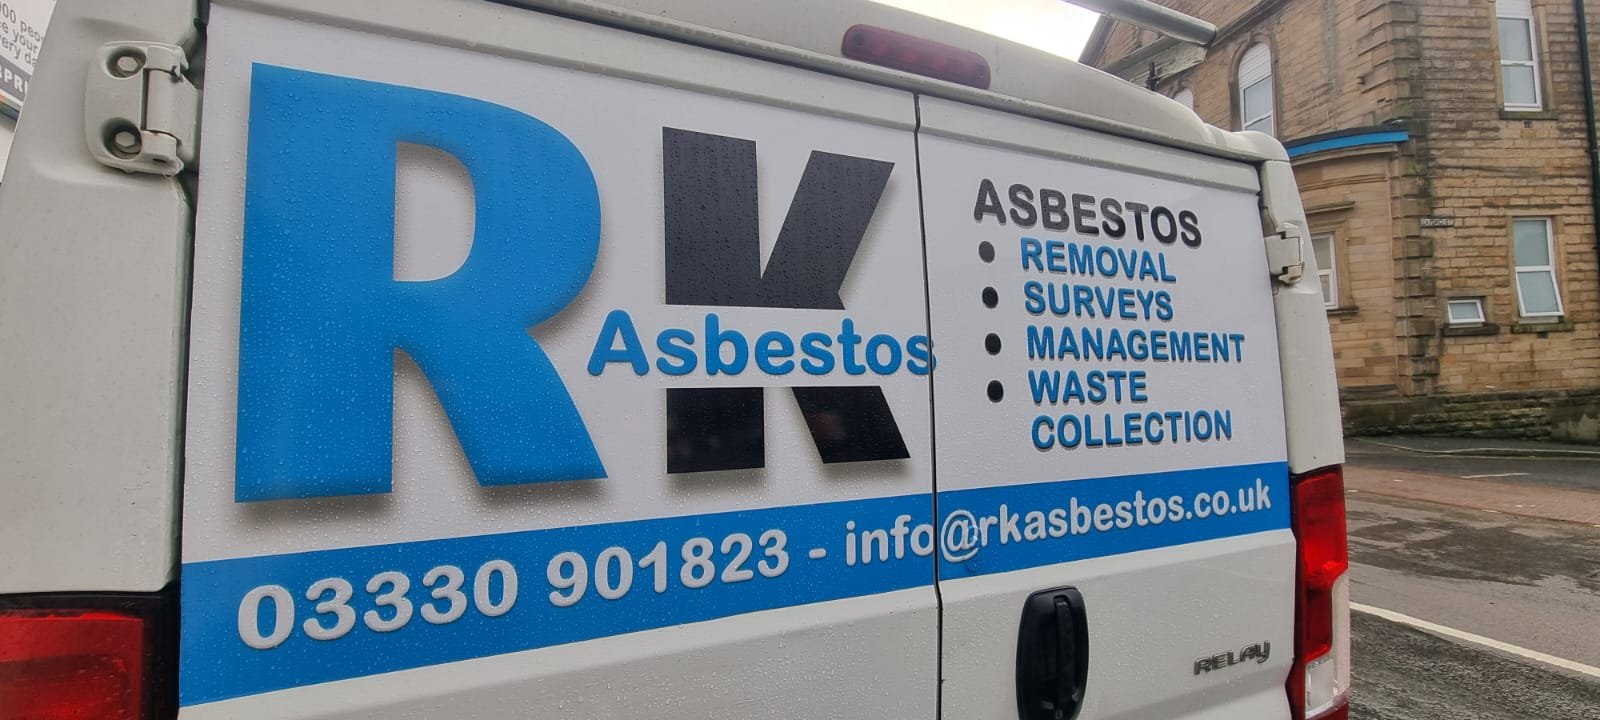 RK
Asbestos
ASBESTOS
• REMOVAL
• SURVEYS
• MANAGEMENT
• WASTE
COLLECTION
03330 901823 - info@rkasbestos.co.uk
RELAY